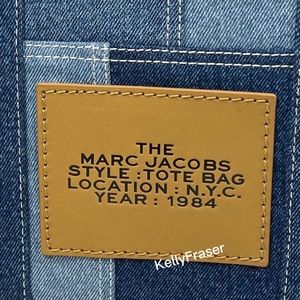 THE
MARC JACOBS
STYLE : TOTE BAG
LOCATION : N.Y.C.
YEAR : 1984
KellyFraser